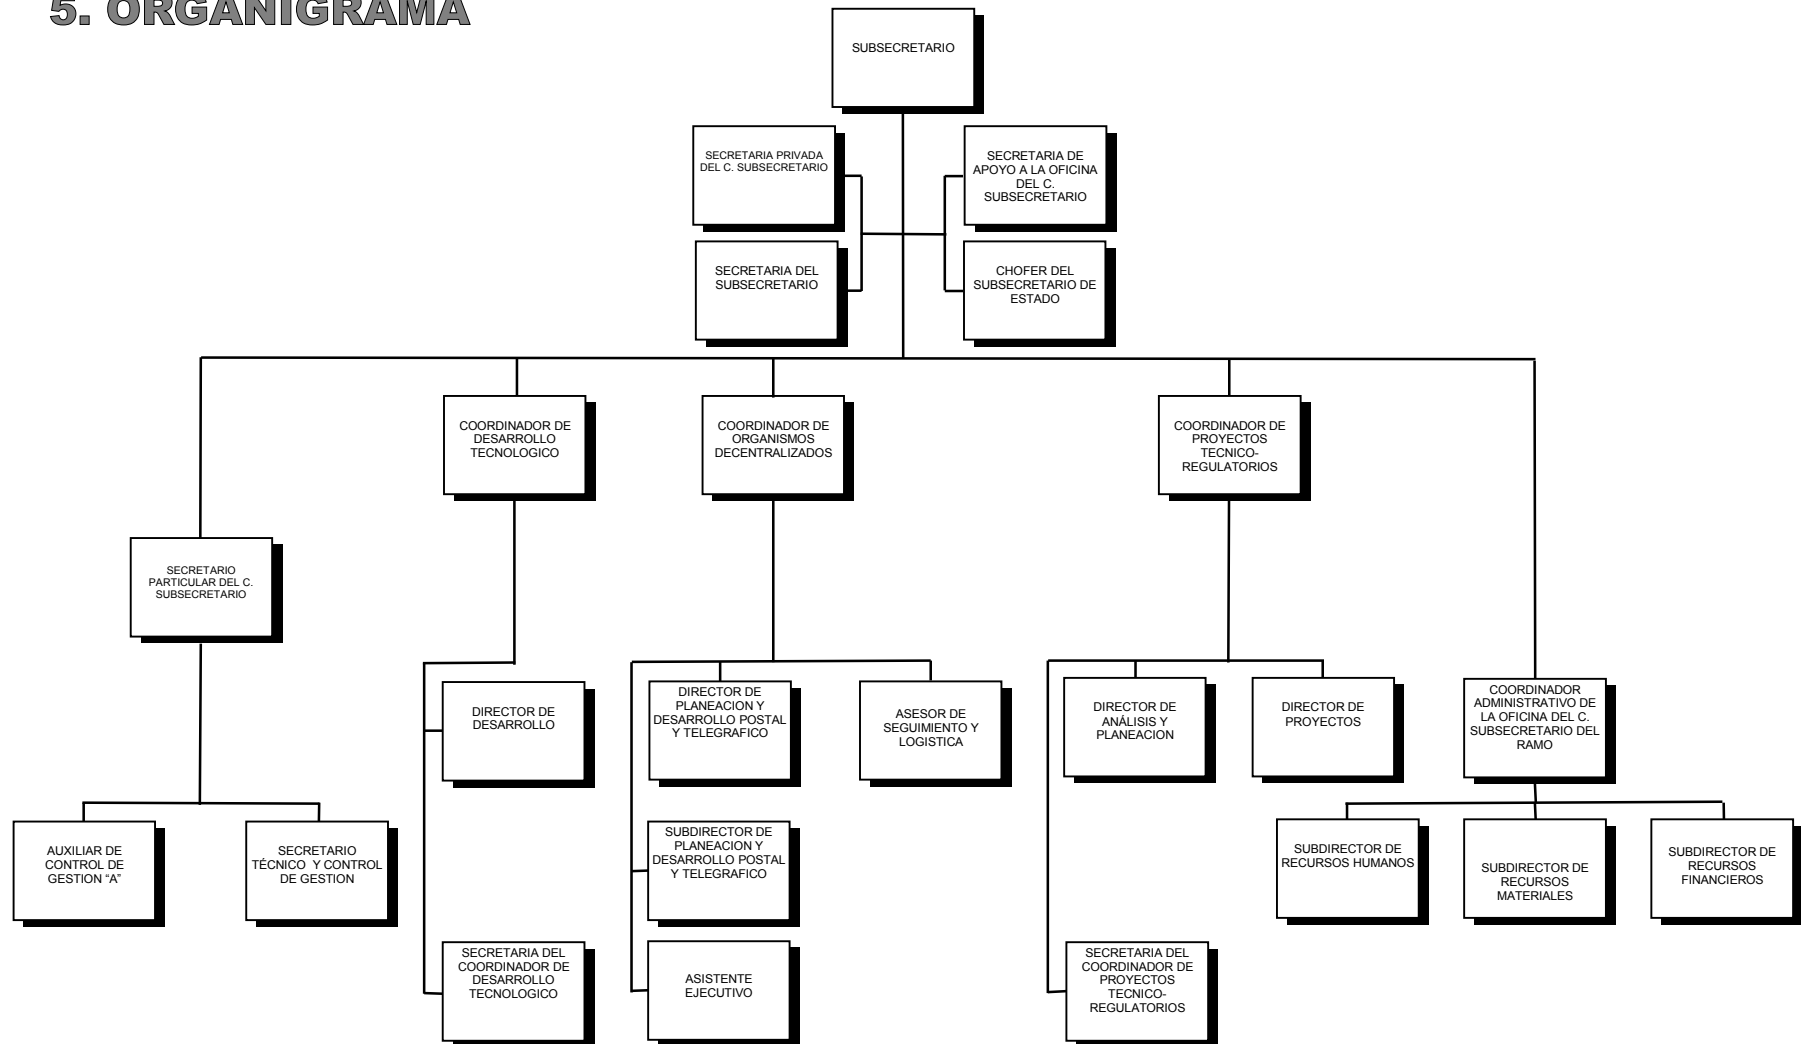 5. ORGANIGRAMA
SUBSECRETARIO
SECRETARIA PRIVADA
DEL C. SUBSECRETARIO
SECRETARIA DE
APOYO A LA OFICINA
DEL C.
SUBSECRETARIO
SECRETARIA DEL
SUBSECRETARIO
CHOFER DEL
SUBSECRETARIO DE
ESTADO
COORDINADOR DE
DESARROLLO
TECNOLOGICO
COORDINADOR DE
ORGANISMOS
DECENTRALIZADOS
COORDINADOR DE
PROYECTOS
TECNICO-
REGULATORIOS
SECRETARIO
PARTICULAR DEL C.
SUBSECRETARIO
DIRECTOR DE
DESARROLLO
DIRECTOR DE
PLANEACION Y
DESARROLLO POSTAL
Y TELEGRAFICO
ASESOR DE
SEGUIMIENTO Y
LOGISTICA
DIRECTOR DE
ANÁLISIS Y
PLANEACION
DIRECTOR DE
PROYECTOS
COORDINADOR
ADMINISTRATIVO DE
LA OFICINA DEL C.
SUBSECRETARIO DEL
RAMO
AUXILIAR DE
CONTROL DE
GESTION “A”
SECRETARIO
TÉCNICO  Y CONTROL
DE GESTION
SUBDIRECTOR DE
PLANEACION Y
DESARROLLO POSTAL
Y TELEGRAFICO
SUBDIRECTOR DE
RECURSOS HUMANOS
SUBDIRECTOR DE
RECURSOS
MATERIALES
SUBDIRECTOR DE
RECURSOS
FINANCIEROS
SECRETARIA DEL
COORDINADOR DE
DESARROLLO
TECNOLOGICO
ASISTENTE
EJECUTIVO
SECRETARIA DEL
COORDINADOR DE
PROYECTOS
TECNICO-
REGULATORIOS